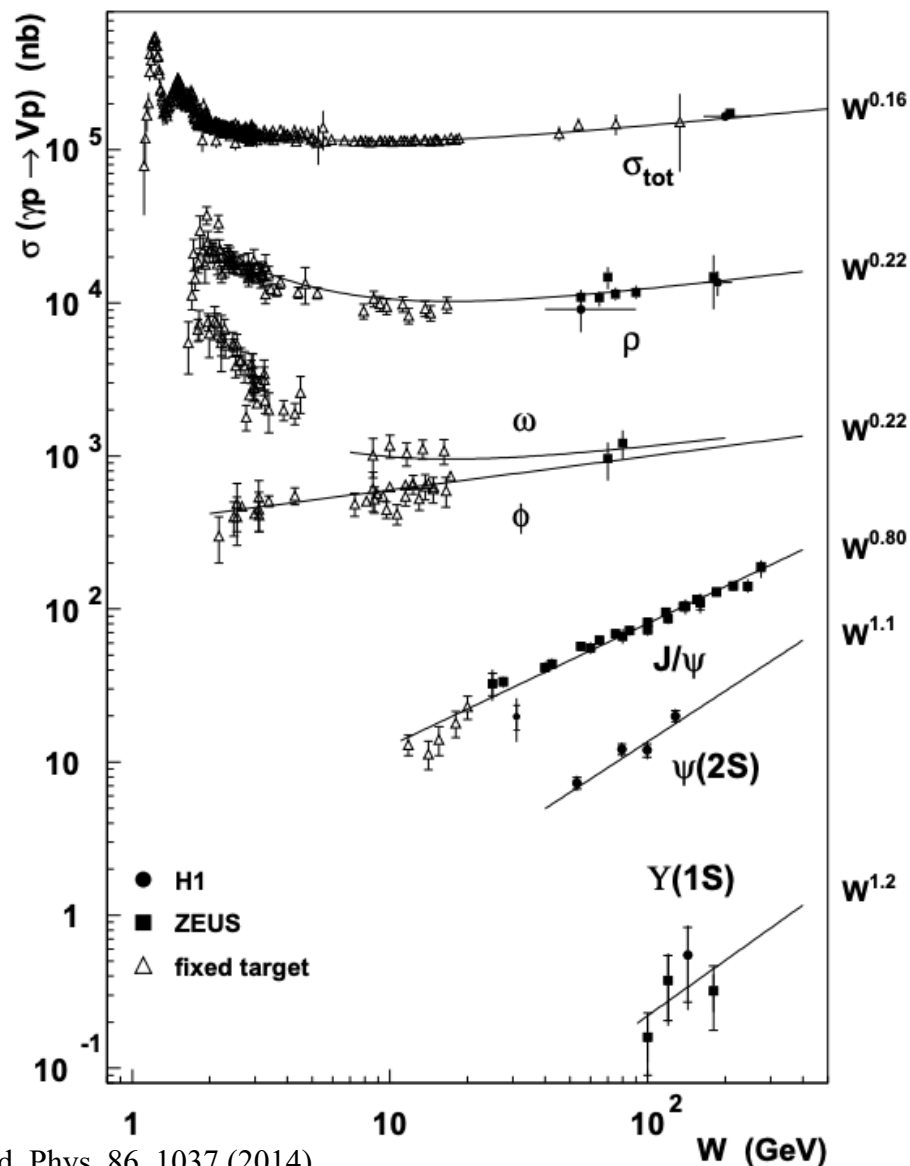 σ (γp → Vp) (nb)
10^5
10^4
10^3
10^2
10
1
10^-1
W^0.16
σ_tot
W^0.22
ρ
ω
W^0.22
ϕ
W^0.80
W^1.1
J/ψ
ψ(2S)
Υ(1S)
W^1.2
H1
ZEUS
fixed target
1
10
10^2
W (GeV)
d. Phys. 86, 1037 (2014)